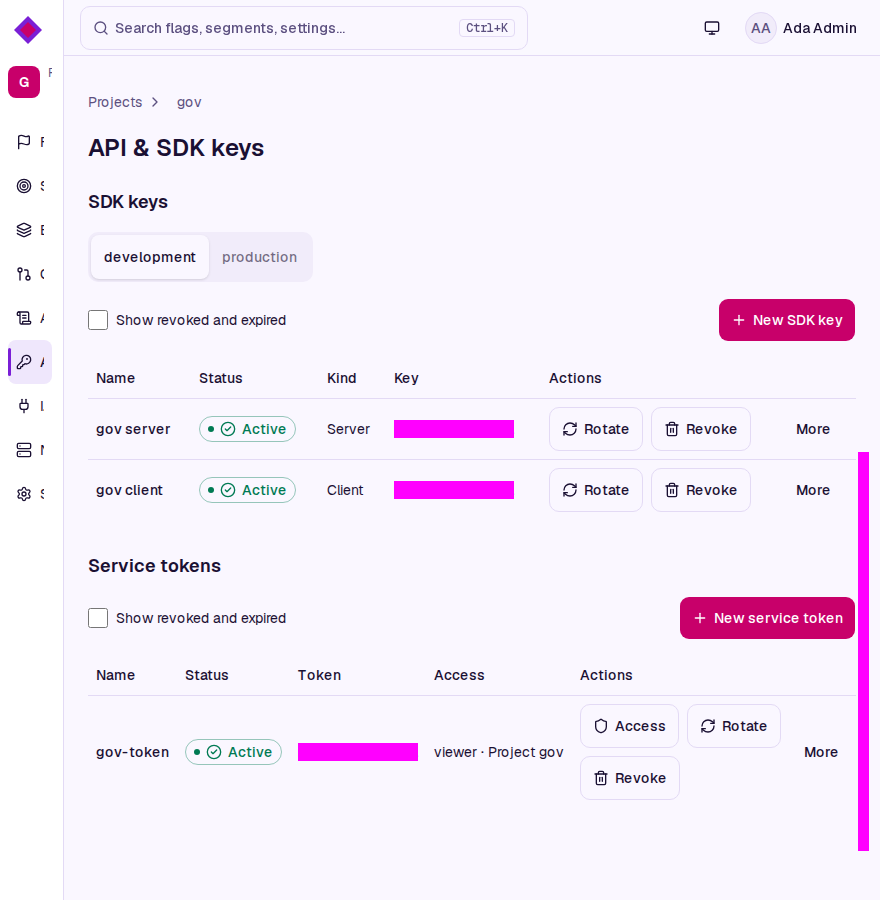 Search flags, segments, settings...
Ctrl+K
AA
Ada Admin
G
Projects
gov
API & SDK keys
SDK keys
development
production
Show revoked and expired
New SDK key
Name Status Kind Key Actions
gov server Active Server Rotate Revoke More
gov client Active Client Rotate Revoke More
Service tokens
Show revoked and expired
New service token
Name Status Token Access Actions
gov-token Active viewer · Project gov Access Rotate Revoke More